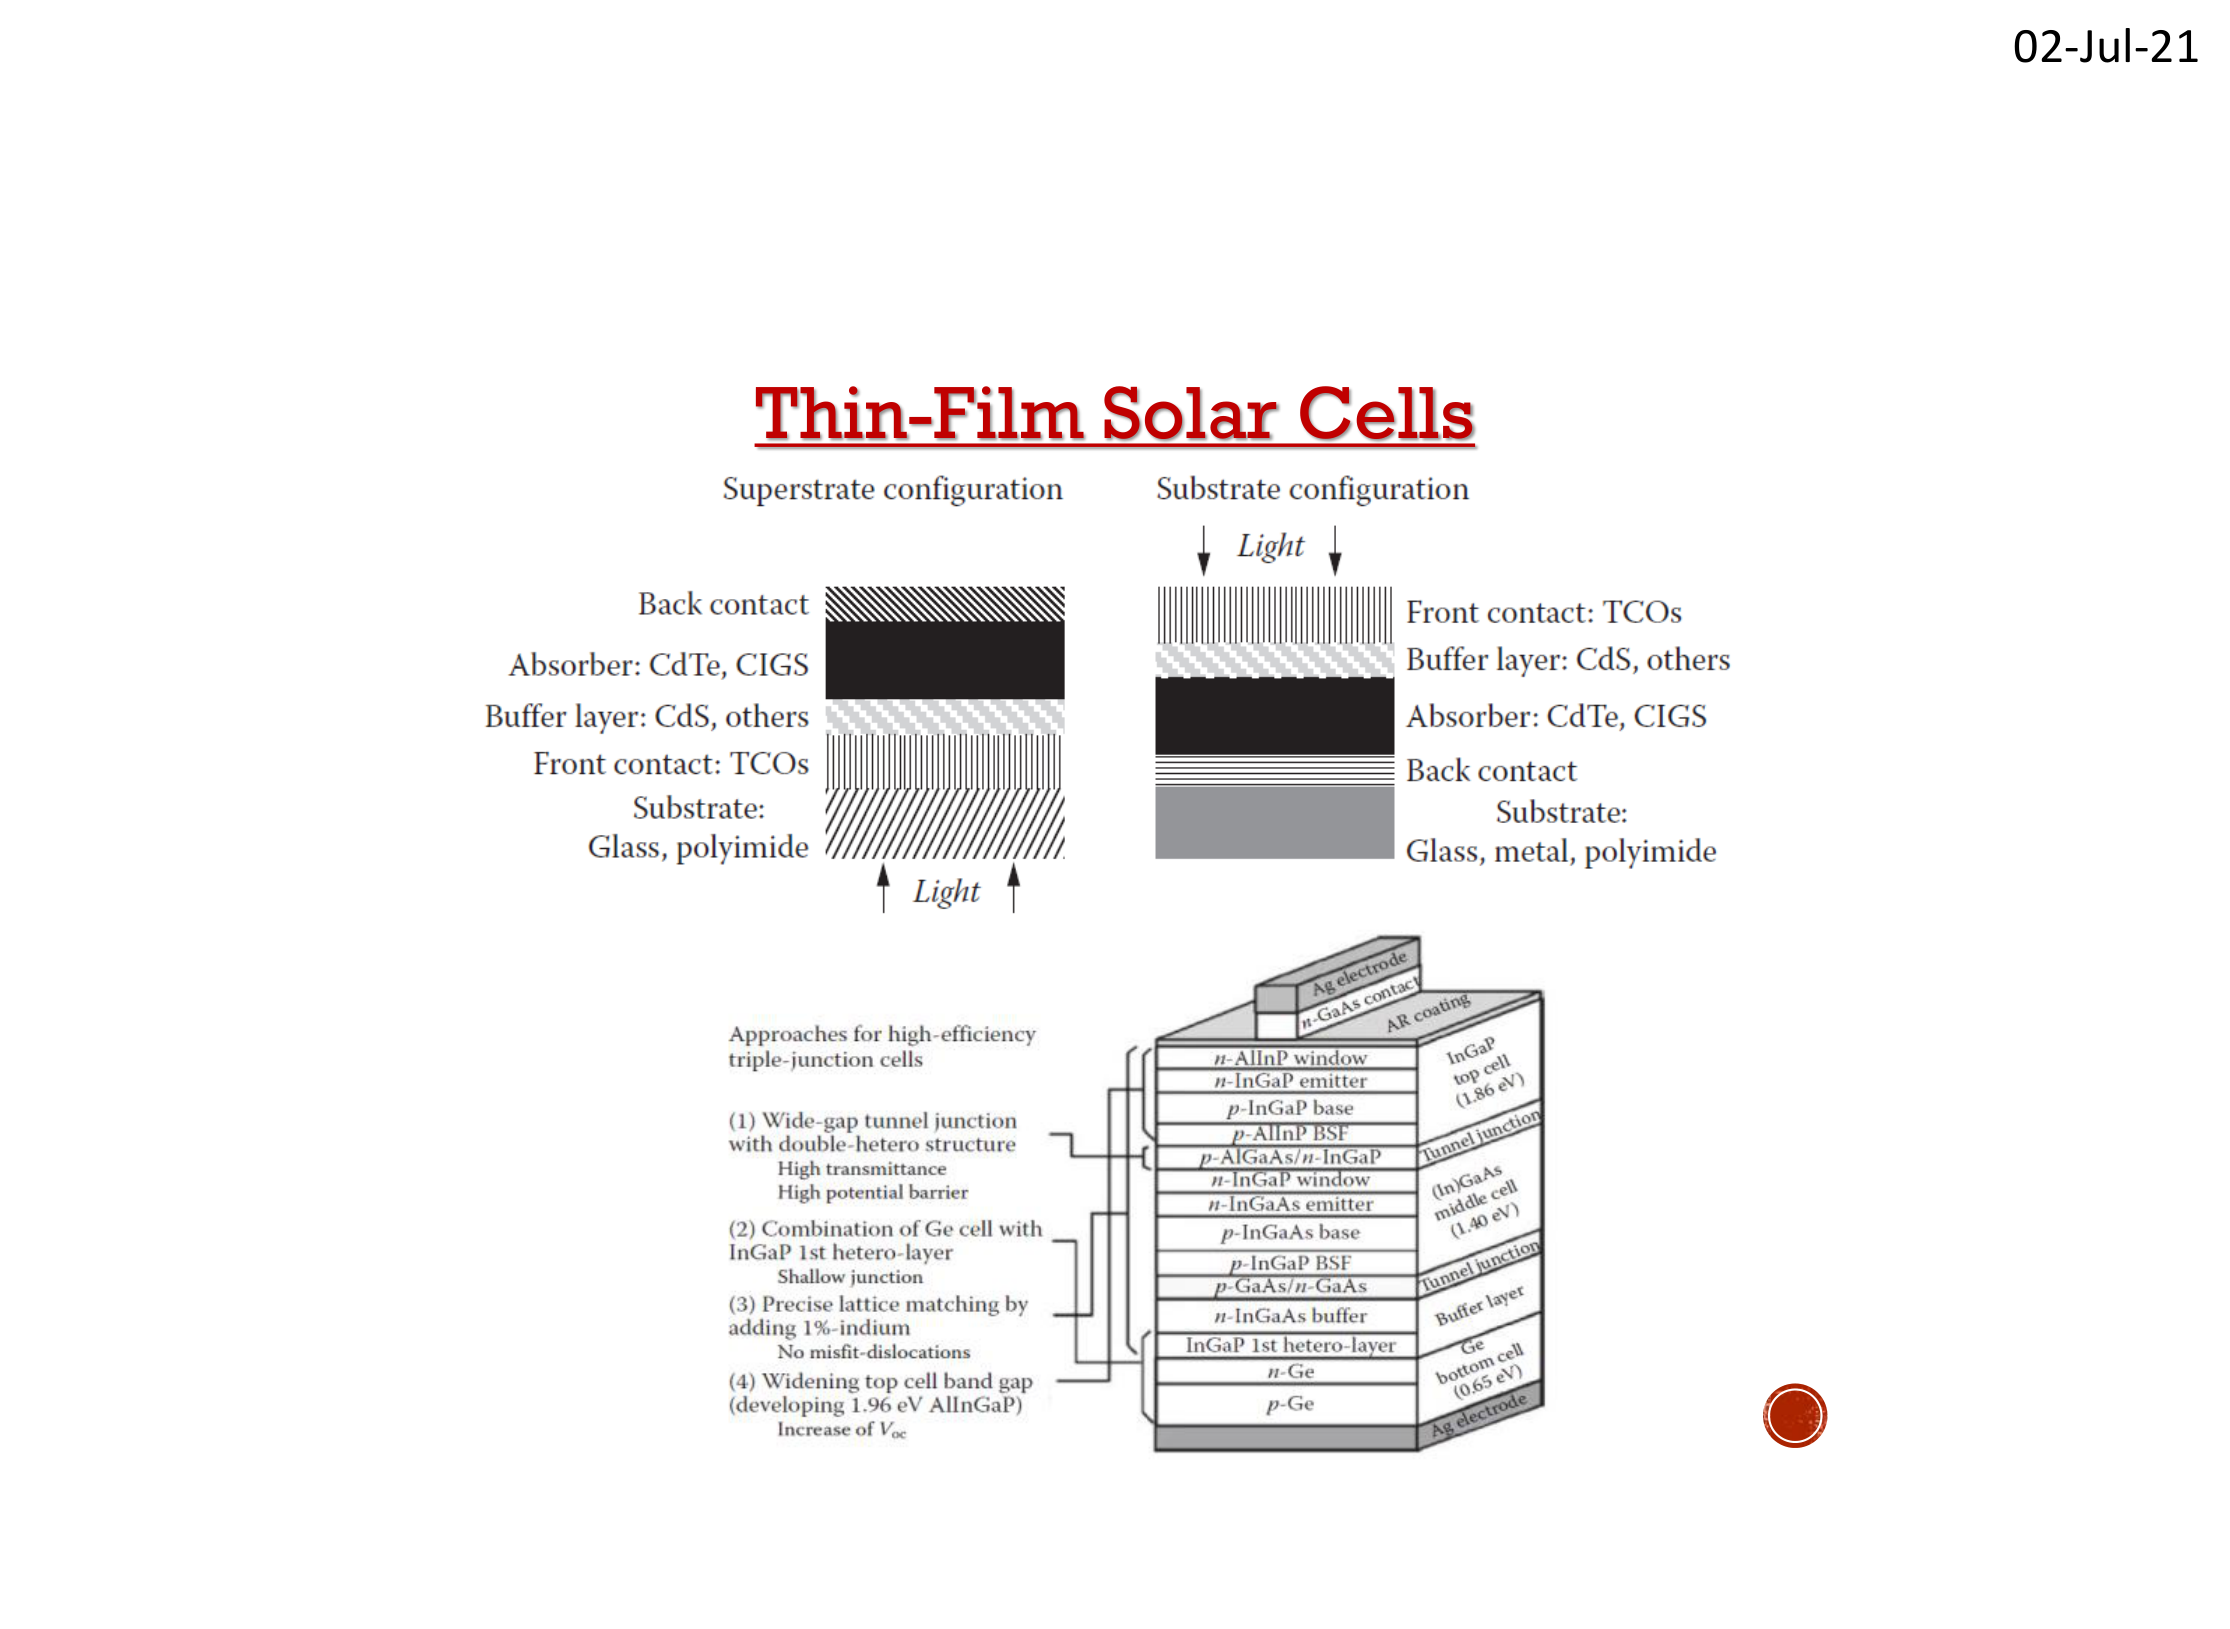 02-Jul-21
Thin-Film Solar Cells
Superstrate configuration
Back contact
Absorber: CdTe, CIGS
Buffer layer: CdS, others
Front contact: TCOs
Substrate:
Glass, polyimide
Light
Substrate configuration
Light
Front contact: TCOs
Buffer layer: CdS, others
Absorber: CdTe, CIGS
Back contact
Substrate:
Glass, metal, polyimide
Approaches for high-efficiency
triple-junction cells
(1) Wide-gap tunnel junction
with double-hetero structure
High transmittance
High potential barrier
(2) Combination of Ge cell with
InGaP 1st hetero-layer
Shallow junction
(3) Precise lattice matching by
adding 1%-indium
No misfit-dislocations
(4) Widening top cell band gap
(developing 1.96 eV AlInGaP)
Increase of Voc
Ag electrode
n-GaAs contact
AR coating
n-AlInP window
n-InGaP emitter
p-InGaP base
p-AlInP BSF
p-AlGaAs/n-InGaP
n-InGaP window
n-InGaAs emitter
p-InGaAs base
p-InGaP BSF
p-GaAs/n-GaAs
n-InGaAs buffer
InGaP 1st hetero-layer
n-Ge
p-Ge
InGaP
top cell
(1.86 eV)
Tunnel junction
(In)GaAs
middle cell
(1.40 eV)
Tunnel junction
Buffer layer
Ge
bottom cell
(0.65 eV)
Ag electrode